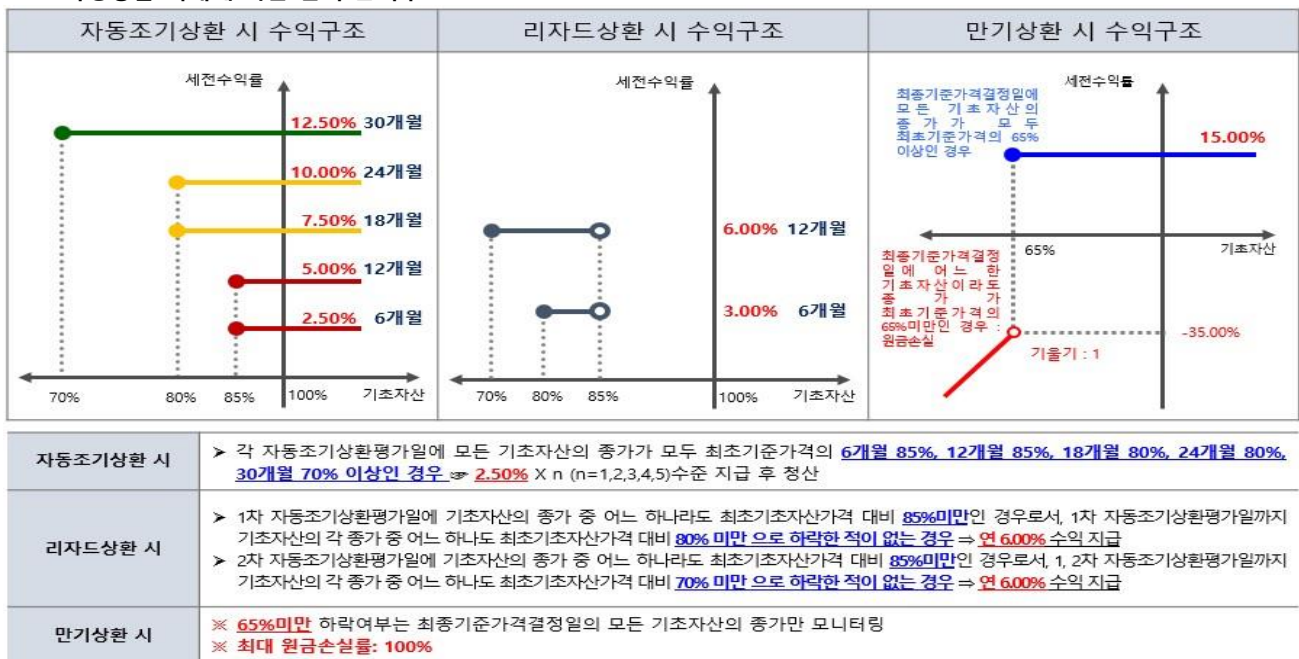 자동조기상환 시 수익구조
세전수익률
12.50% 30개월
10.00% 24개월
7.50% 18개월
5.00% 12개월
2.50% 6개월
70% 80% 85% 100% 기초자산
리자드상환 시 수익구조
세전수익률
6.00% 12개월
3.00% 6개월
70% 80% 85% 100% 기초자산
만기상환 시 수익구조
세전수익률
최종기준가격결정일에
모든 기초자산의
종가가 모두
최초기준가격의 65%
이상인 경우
15.00%
65% 기초자산
최종기준가격결정
일에 어느 한
기초자산이라도
종가가
최초기준가격의
65%미만인 경우 :
원금손실
-35.00%
기울기 : 1
자동조기상환 시
➢ 각 자동조기상환평가일에 모든 기초자산의 종가가 모두 최초기준가격의 6개월 85%, 12개월 85%, 18개월 80%, 24개월 80%,
30개월 70% 이상인 경우 ☞ 2.50% X n (n=1,2,3,4,5)수준 지급 후 청산
리자드상환 시
➢ 1차 자동조기상환평가일에 기초자산의 종가 중 어느 하나라도 최초기초자산가격 대비 85%미만인 경우로서, 1차 자동조기상환평가일까지
기초자산의 각 종가 중 어느 하나도 최초기초자산가격 대비 80% 미만 으로 하락한 적이 없는 경우 ⇒ 연 6.00% 수익 지급
➢ 2차 자동조기상환평가일에 기초자산의 종가 중 어느 하나라도 최초기초자산가격 대비 85%미만인 경우로서, 1, 2차 자동조기상환평가일까지
기초자산의 각 종가 중 어느 하나도 최초기초자산가격 대비 70% 미만 으로 하락한 적이 없는 경우 ⇒ 연 6.00% 수익 지급
만기상환 시
※ 65%미만 하락여부는 최종기준가격결정일의 모든 기초자산의 종가만 모니터링
※ 최대 원금손실률: 100%